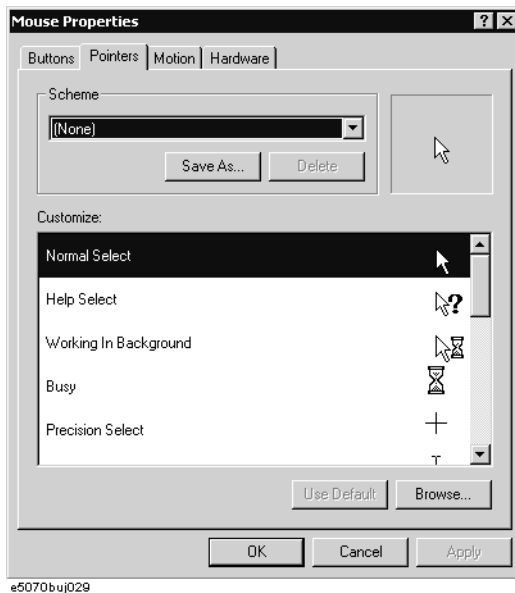 Mouse Properties
Buttons Pointers Motion Hardware
Scheme
(None)
Save As... Delete
Customize:
Normal Select
Help Select
Working In Background
Busy
Precision Select
Use Default Browse...
OK Cancel Apply
e5070buj029